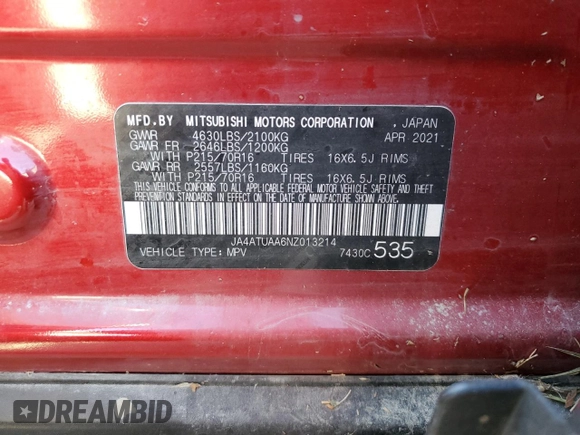 MFD.BY MITSUBISHI MOTORS CORPORATION . JAPAN
GVWR 4630LBS/2100KG APR 2021
GAWR FR 2646LBS/1200KG
WITH P215/70R16 TIRES 16X6.5J RIMS
GAWR RR 2557LBS/1160KG
WITH P215/70R16 TIRES 16X6.5J RIMS
THIS VEHICLE CONFORMS TO ALL APPLICABLE FEDERAL MOTOR VEHICLE SAFETY AND THEFT
PREVENTION STANDARDS IN EFFECT ON THE DATE OF MANUFACTURE SHOWN ABOVE.
JA4ATUAA6NZ013214
VEHICLE TYPE:MPV 7430C 535
DREAMBID